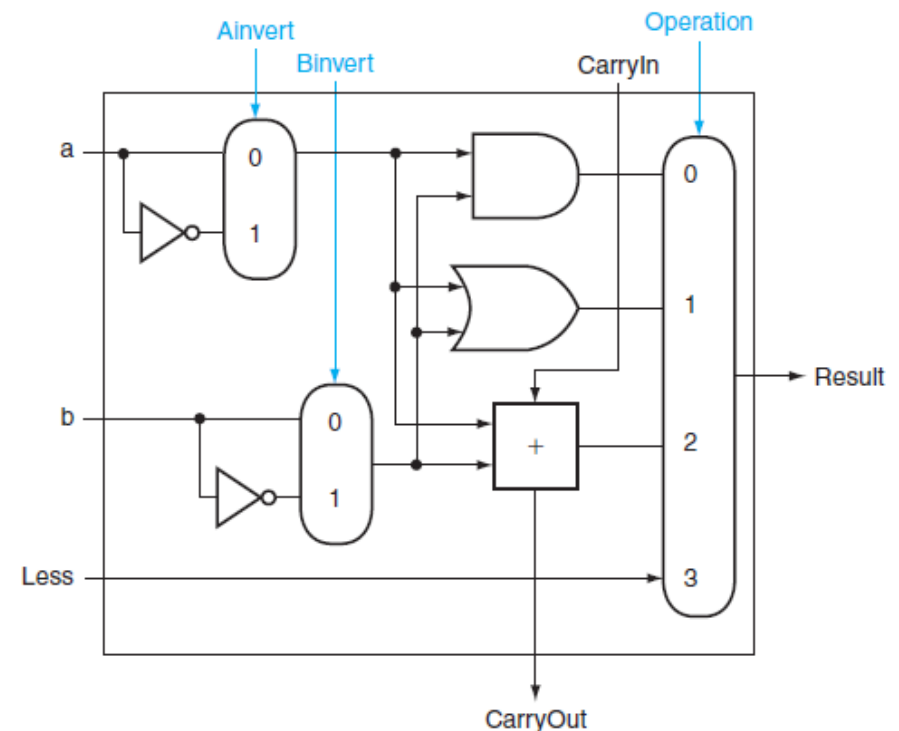 Operation
Ainvert
Binvert
CarryIn
a
0
0
1
1
Result
b
0
+
2
1
Less
3
CarryOut